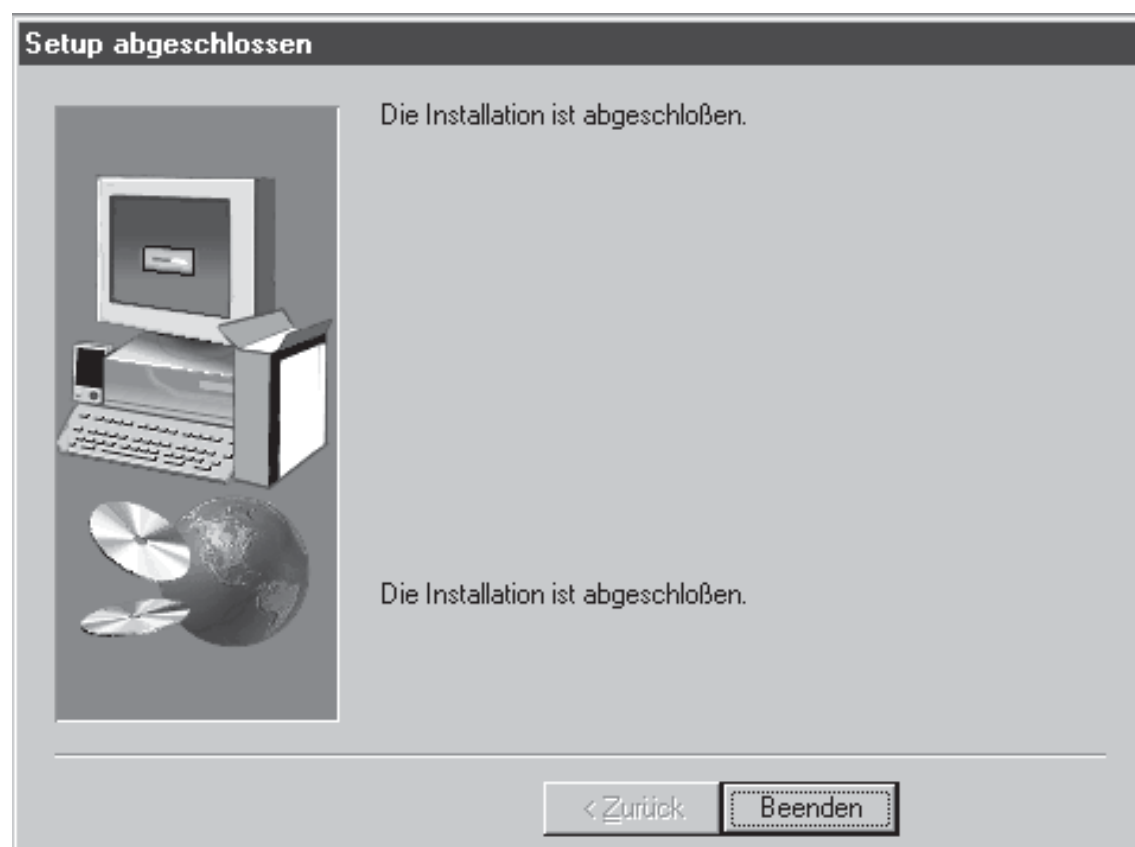 Setup abgeschlossen
Die Installation ist abgeschloßen.
Die Installation ist abgeschloßen.
< Zurück
Beenden